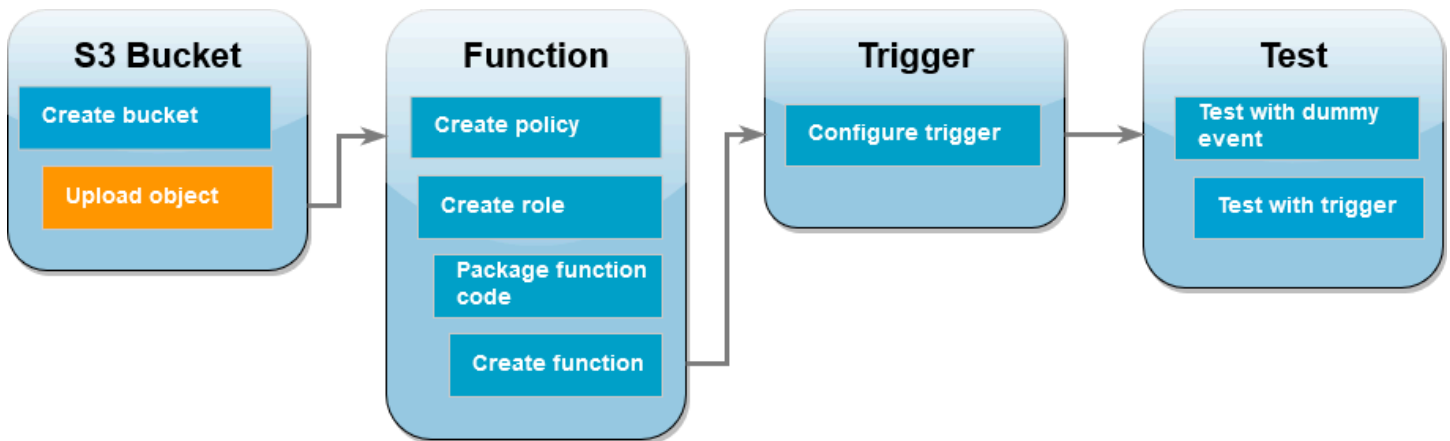 S3 Bucket
Create bucket
Upload object
Function
Create policy
Create role
Package function
code
Create function
Trigger
Configure trigger
Test
Test with dummy
event
Test with trigger